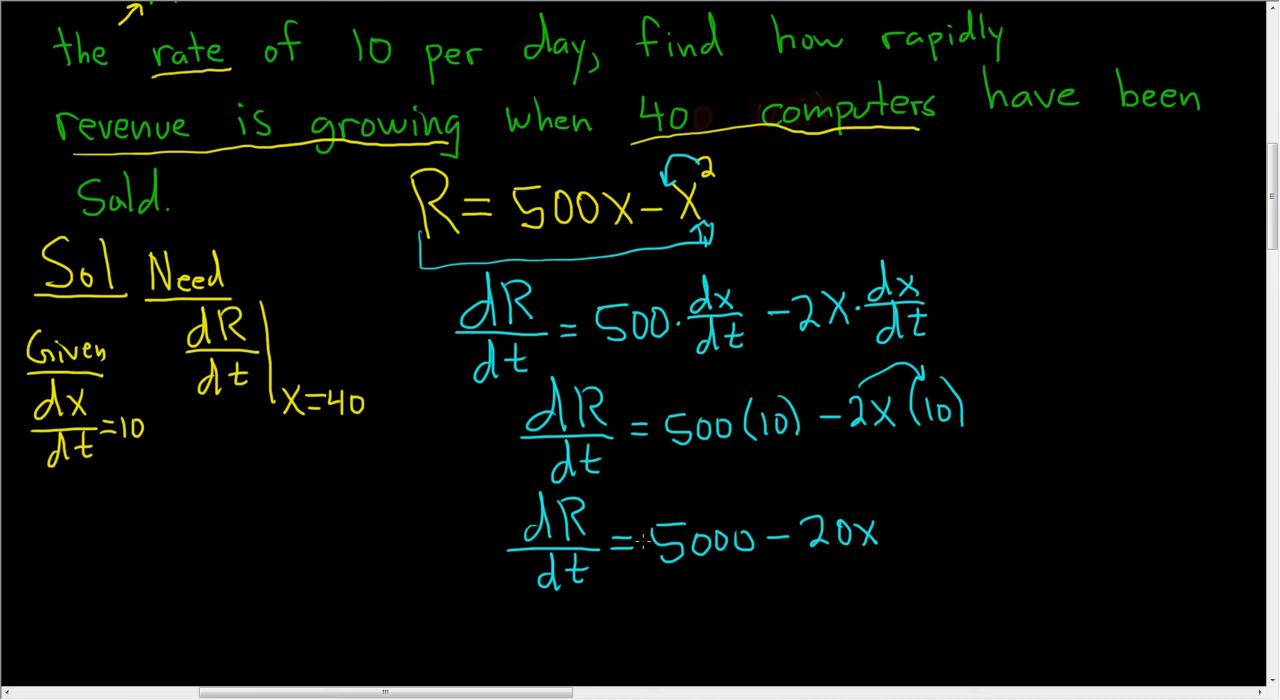 the rate of 10 per day, find how rapidly
revenue is growing when 40 computers have been
Sold.
R = 500x - x²
Sol Need
Given
dx/dt = 10
dR/dt | x=40
dR/dt = 500 · dx/dt - 2x · dx/dt
dR/dt = 500(10) - 2x(10)
dR/dt = 5000 - 20x